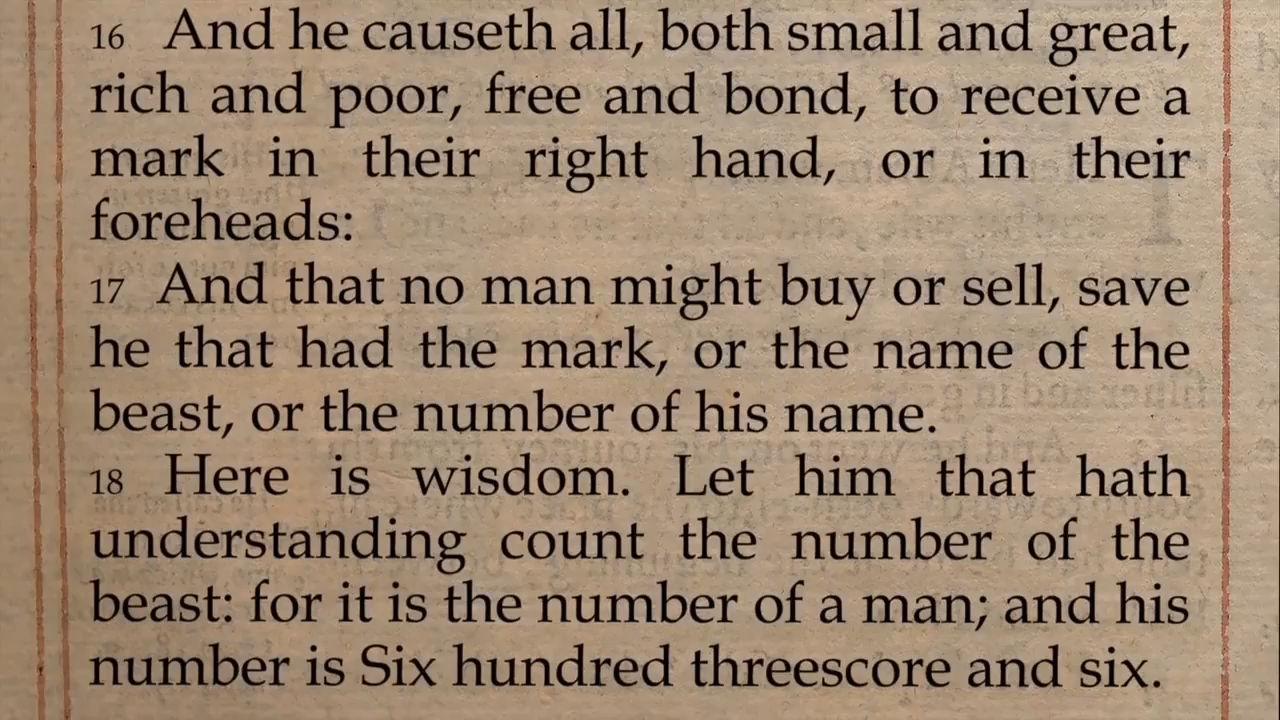 16 And he causeth all, both small and great,
rich and poor, free and bond, to receive a
mark in their right hand, or in their
foreheads:
17 And that no man might buy or sell, save
he that had the mark, or the name of the
beast, or the number of his name.
18 Here is wisdom. Let him that hath
understanding count the number of the
beast: for it is the number of a man; and his
number is Six hundred threescore and six.